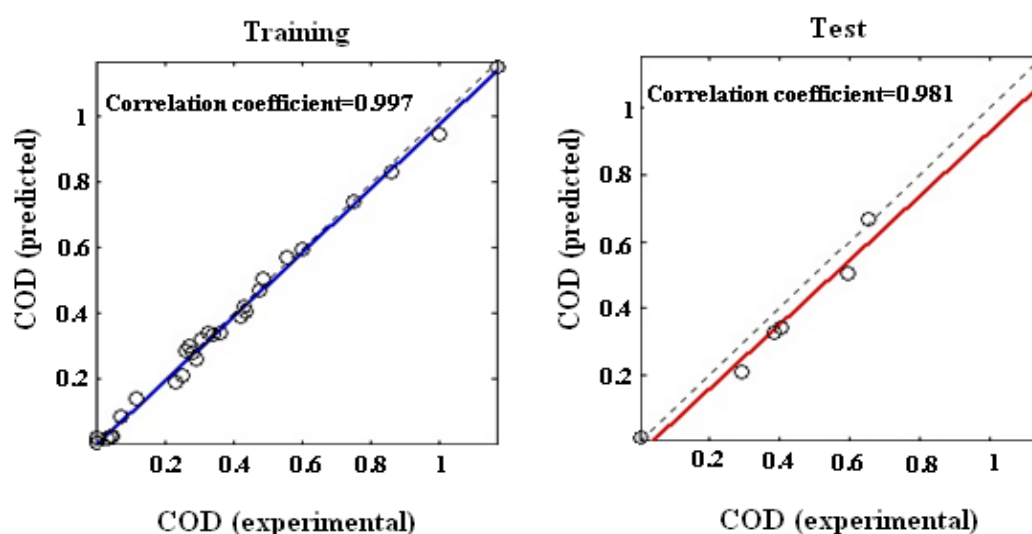 Training
Correlation coefficient=0.997
COD (predicted)
1
0.8
0.6
0.4
0.2
0.2 0.4 0.6 0.8 1
COD (experimental)
Test
Correlation coefficient=0.981
COD (predicted)
1
0.8
0.6
0.4
0.2
0.2 0.4 0.6 0.8 1
COD (experimental)